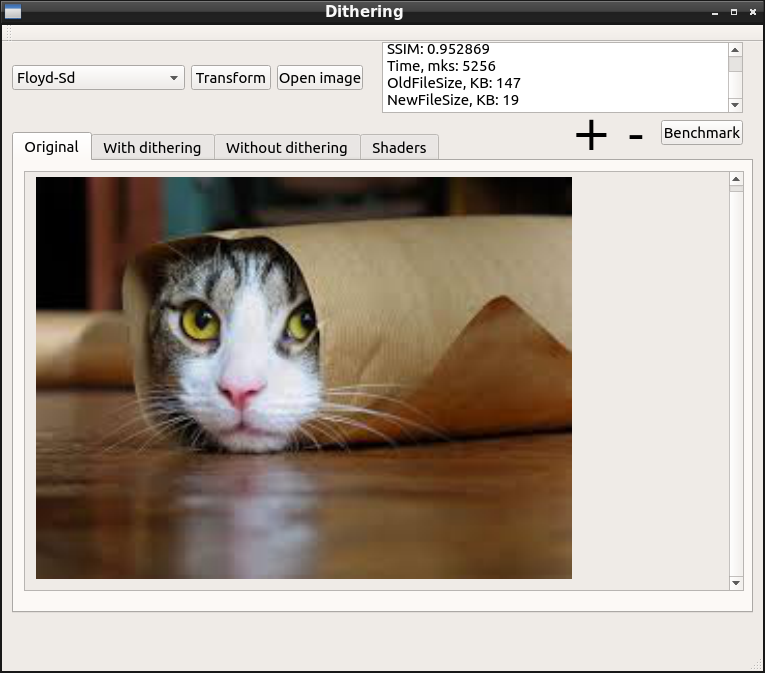 Dithering
Floyd-Sd
Transform
Open image
SSIM: 0.952869
Time, mks: 5256
OldFileSize, KB: 147
NewFileSize, KB: 19
+
-
Benchmark
Original
With dithering
Without dithering
Shaders